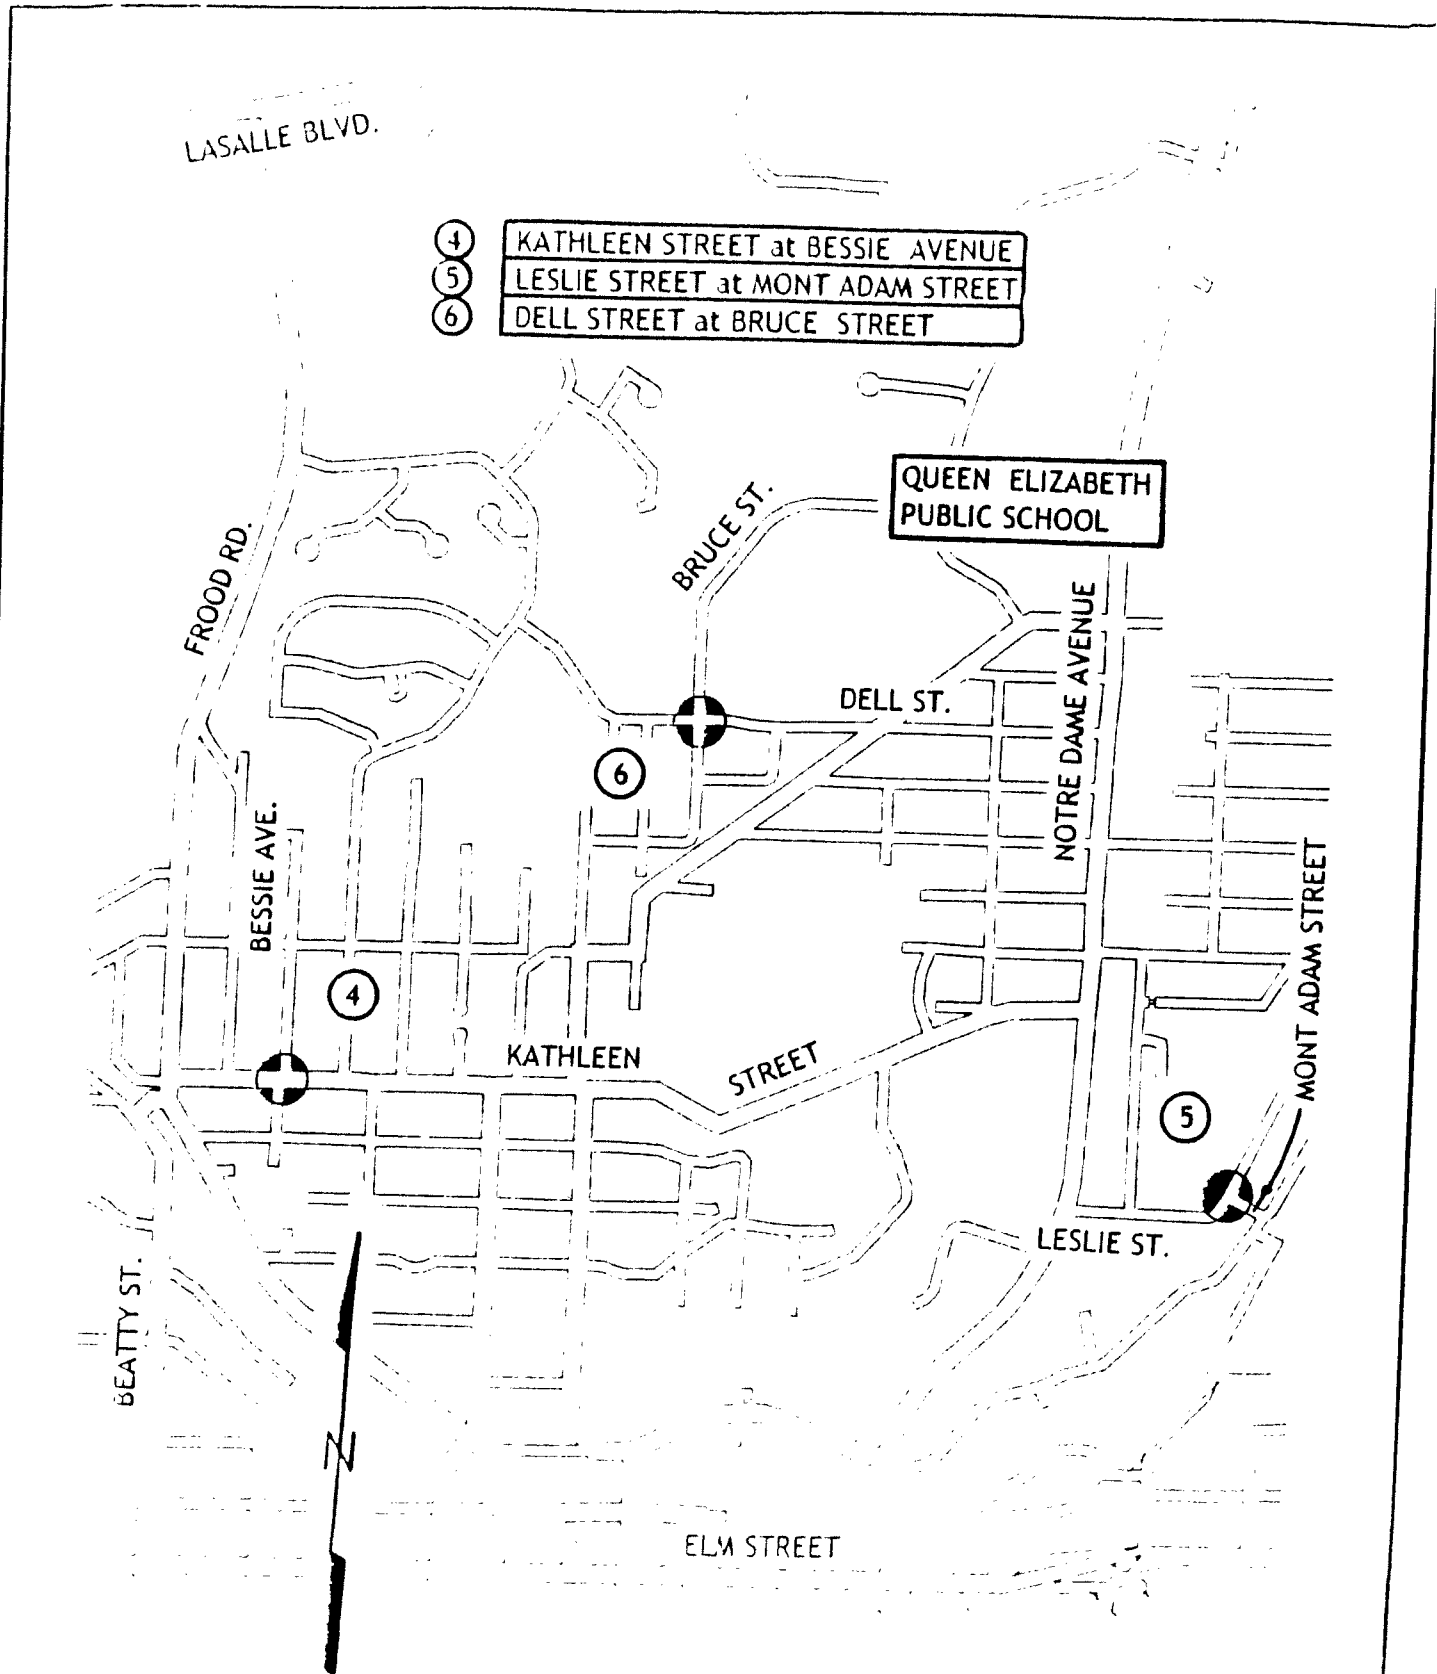 LASALLE BLVD.
4 KATHLEEN STREET at BESSIE AVENUE
5 LESLIE STREET at MONT ADAM STREET
6 DELL STREET at BRUCE STREET
QUEEN ELIZABETH
PUBLIC SCHOOL
BRUCE ST.
FROOD RD.
NOTRE DAME AVENUE
DELL ST.
6
BESSIE AVE.
MONT ADAM STREET
4
KATHLEEN STREET
5
LESLIE ST.
BEATTY ST.
N
ELM STREET